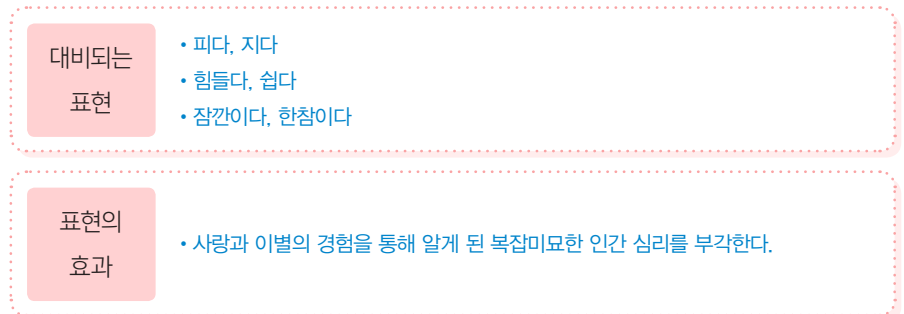 대비되는
표현
• 피다, 지다
• 힘들다, 쉽다
• 잠깐이다, 한참이다
표현의
효과
• 사랑과 이별의 경험을 통해 알게 된 복잡미묘한 인간 심리를 부각한다.